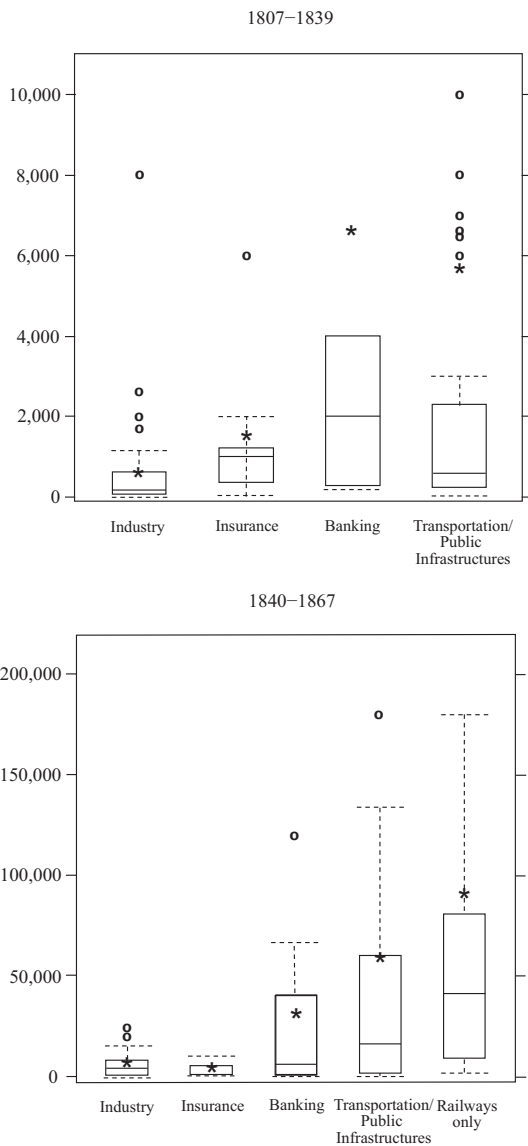 1807–1839
10,000
8,000
6,000
4,000
2,000
0
Industry
Insurance
Banking
Transportation/
Public
Infrastructures
1840–1867
200,000
150,000
100,000
50,000
0
Industry
Insurance
Banking
Transportation/
Public
Infrastructures
Railways
only